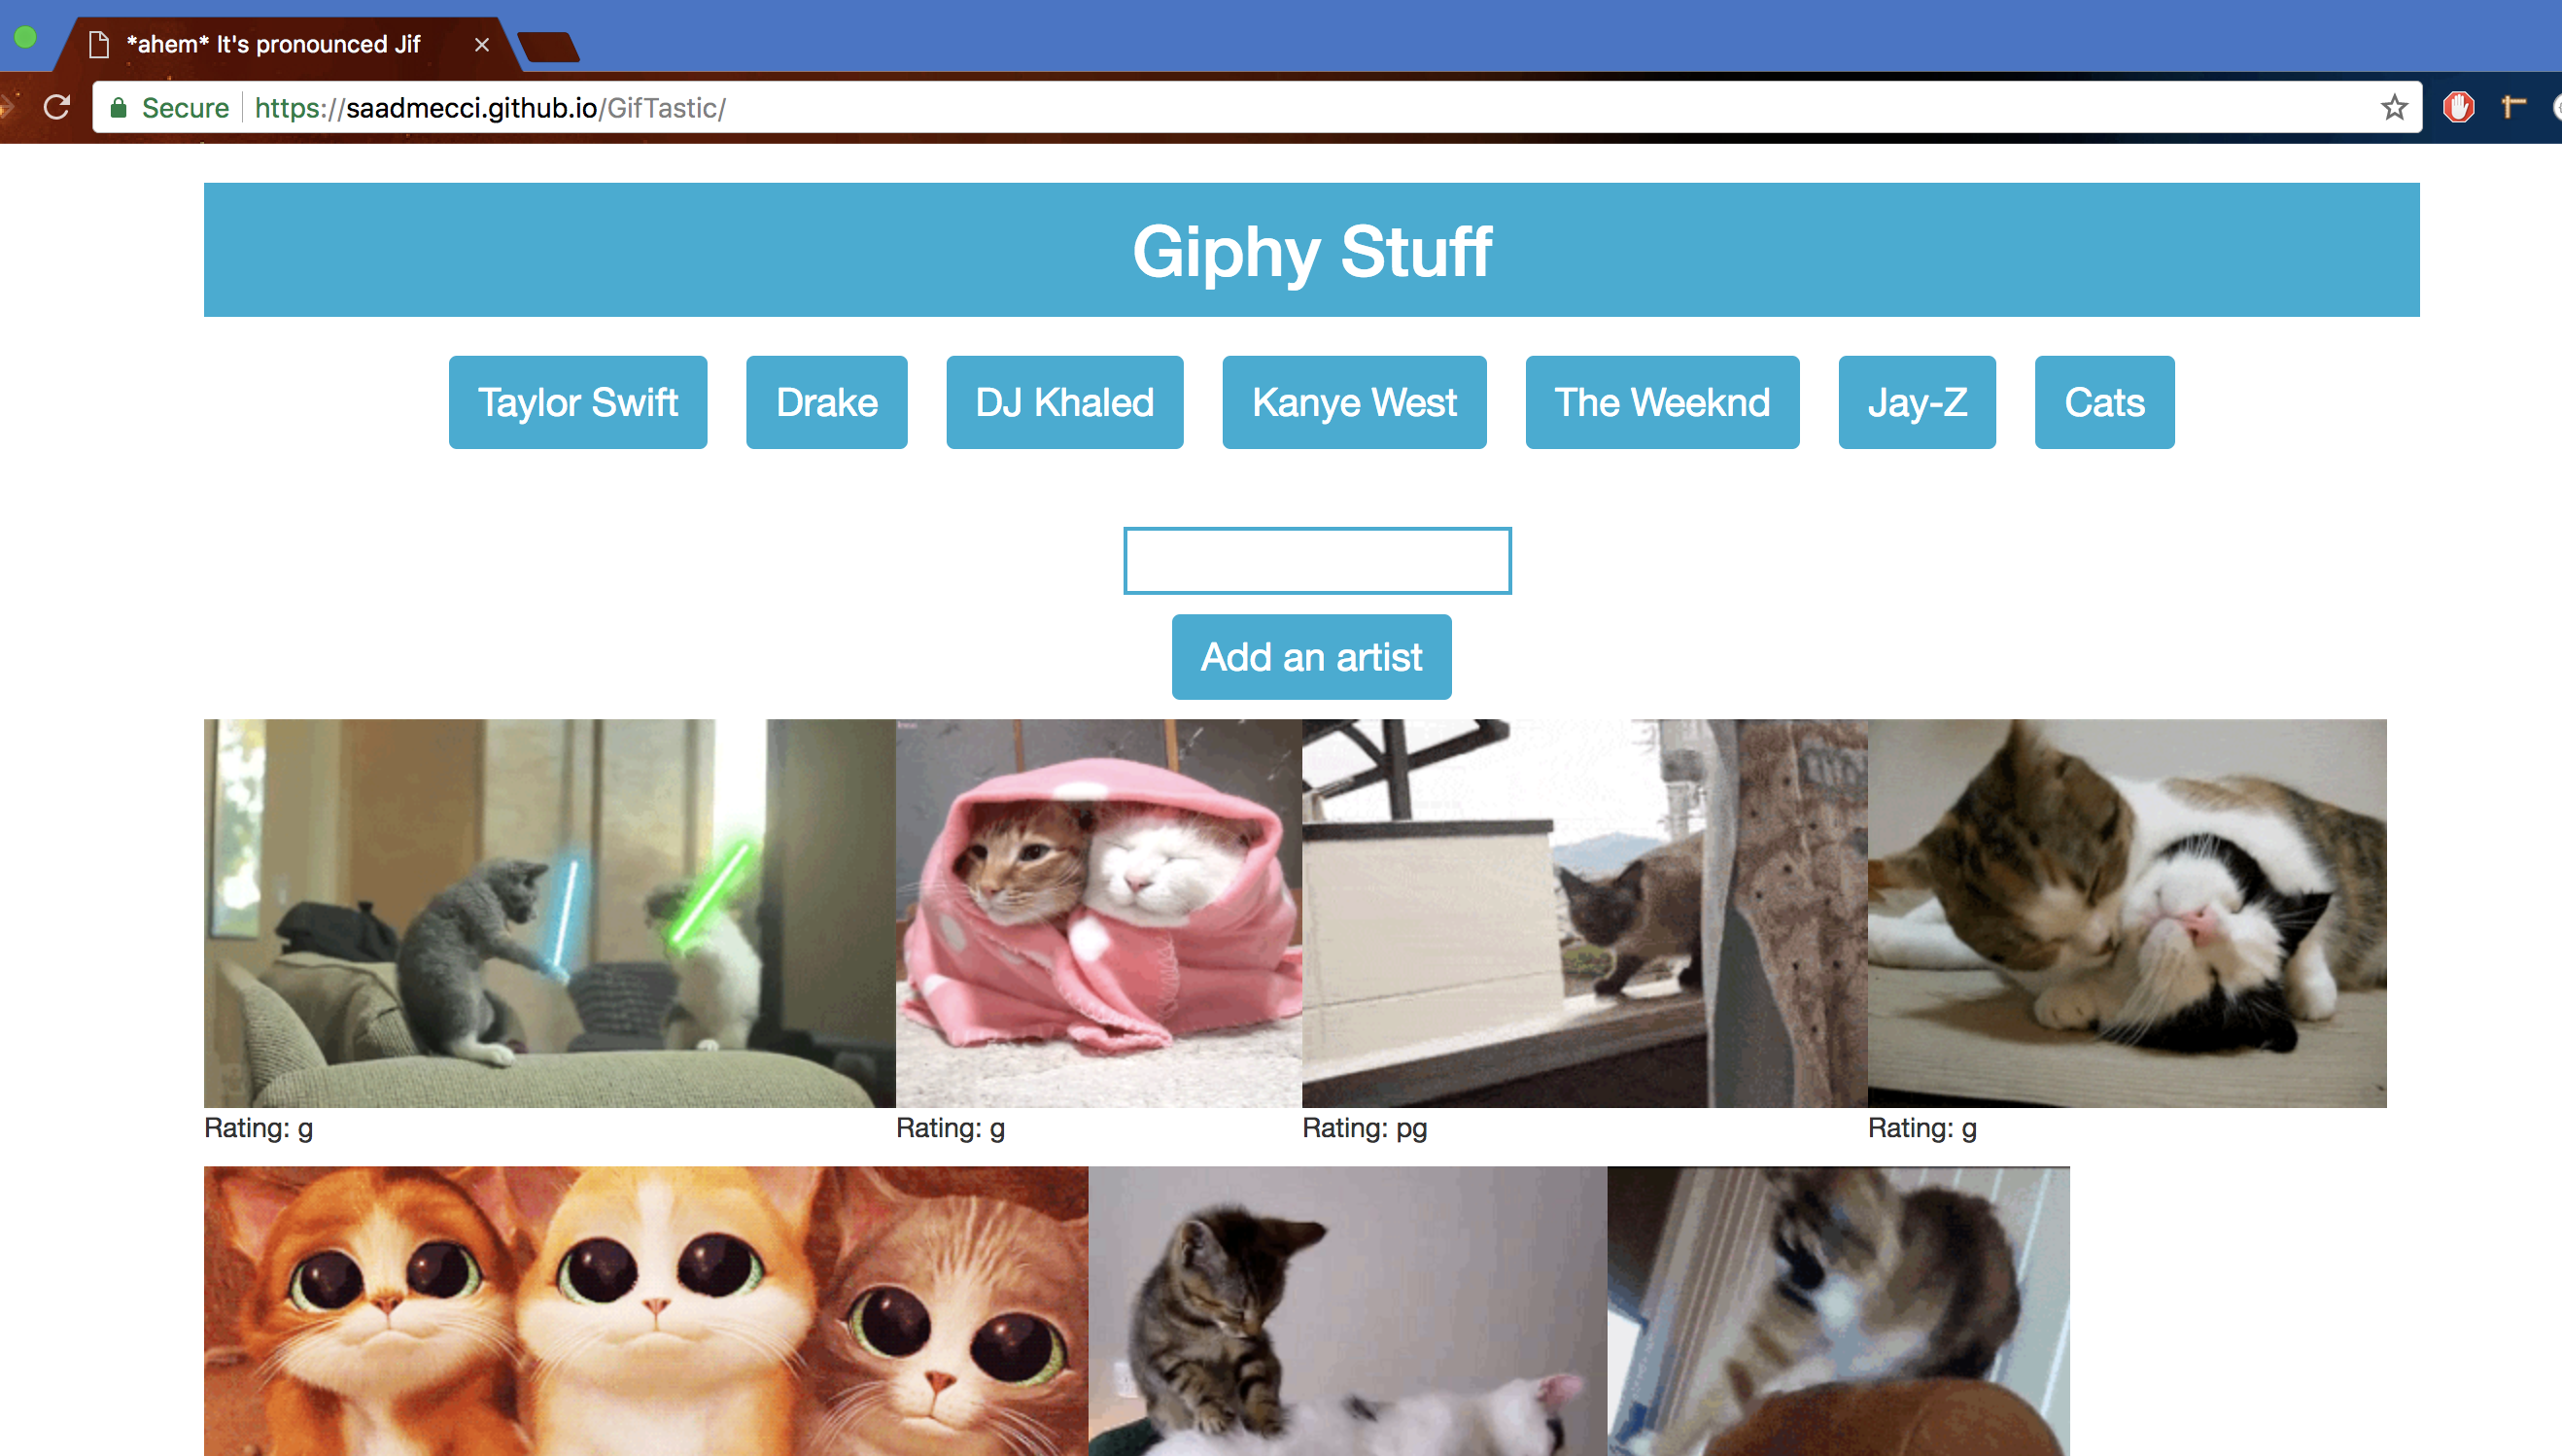 *ahem* It's pronounced Jif
Secure https://saadmecci.github.io/GifTastic/
Giphy Stuff
Taylor Swift Drake DJ Khaled Kanye West The Weeknd Jay-Z Cats
Add an artist
Rating: g Rating: g Rating: pg Rating: g